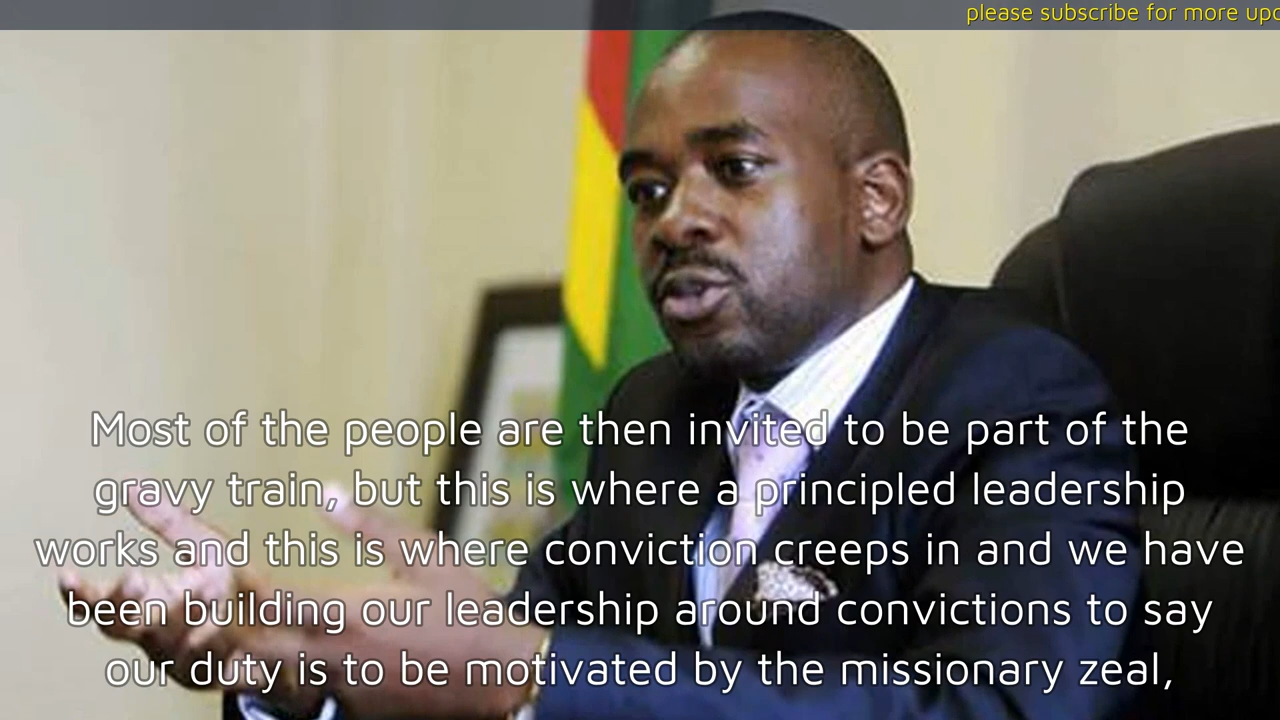 please subscribe for more
Most of the people are then invited to be part of the
gravy train, but this is where a principled leadership
works and this is where conviction creeps in and we have
been building our leadership around convictions to say
our duty is to be motivated by the missionary zeal,